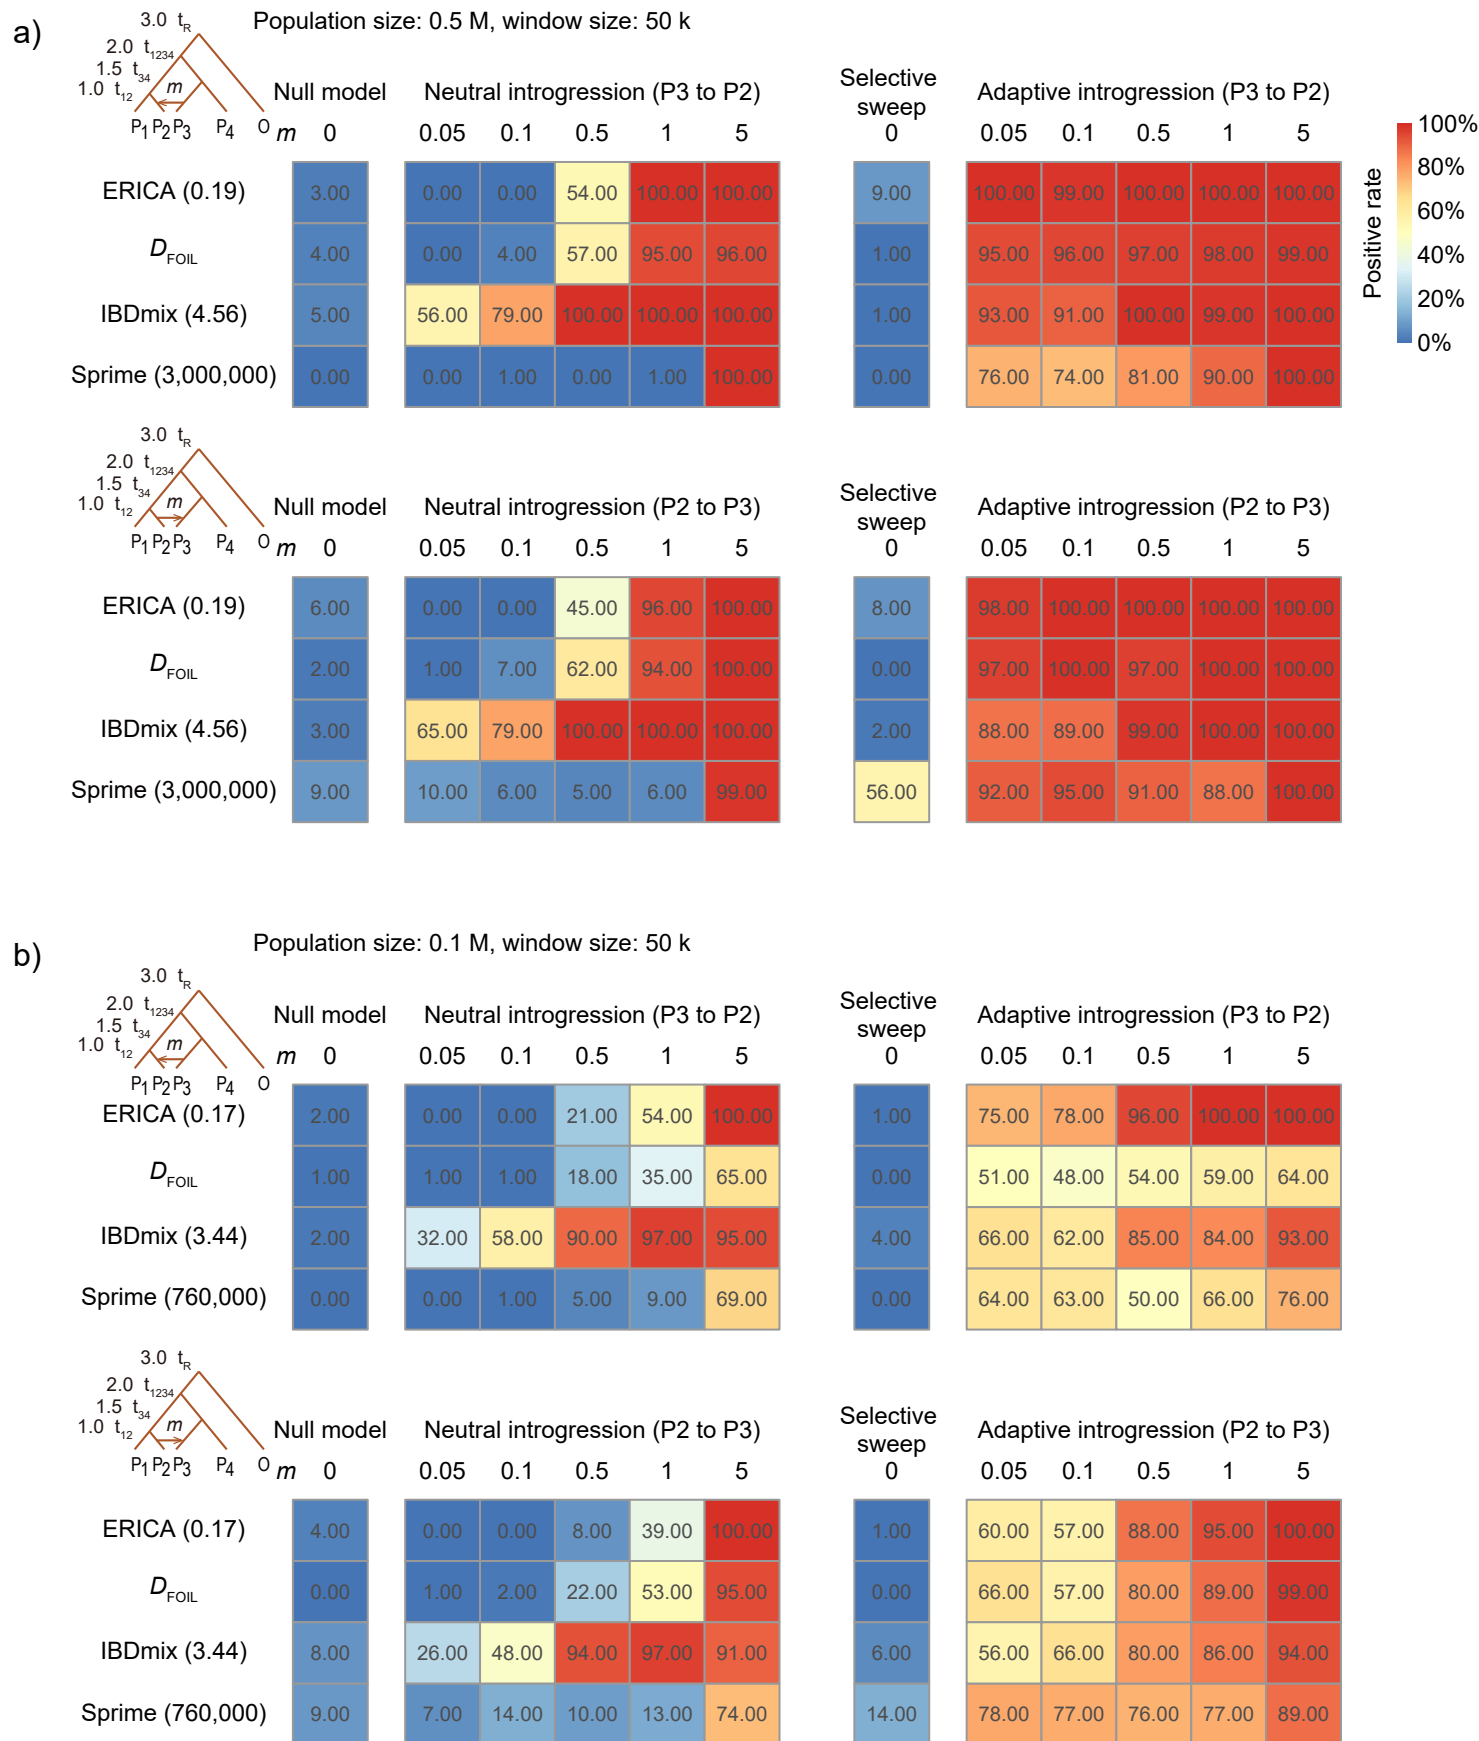 a)
Population size: 0.5 M, window size: 50 k
3.0 tR
2.0 t1234
1.5 t34
1.0 t12
m
P1 P2 P3 P4 O
Null model Neutral introgression (P3 to P2) Selective sweep Adaptive introgression (P3 to P2)
m 0 0.05 0.1 0.5 1 5 0 0.05 0.1 0.5 1 5
ERICA (0.19) 3.00 0.00 0.00 54.00 100.00 100.00 9.00 100.00 99.00 100.00 100.00 100.00
DFOIL 4.00 0.00 4.00 57.00 95.00 96.00 1.00 95.00 96.00 97.00 98.00 99.00
IBDmix (4.56) 5.00 56.00 79.00 100.00 100.00 100.00 1.00 93.00 91.00 100.00 99.00 100.00
Sprime (3,000,000) 0.00 0.00 1.00 0.00 1.00 100.00 0.00 76.00 74.00 81.00 90.00 100.00
Positive rate
100%
80%
60%
40%
20%
0%
3.0 tR
2.0 t1234
1.5 t34
1.0 t12
m
P1 P2 P3 P4 O
Null model Neutral introgression (P2 to P3) Selective sweep Adaptive introgression (P2 to P3)
m 0 0.05 0.1 0.5 1 5 0 0.05 0.1 0.5 1 5
ERICA (0.19) 6.00 0.00 0.00 45.00 96.00 100.00 8.00 98.00 100.00 100.00 100.00 100.00
DFOIL 2.00 1.00 7.00 62.00 94.00 100.00 0.00 97.00 100.00 97.00 100.00 100.00
IBDmix (4.56) 3.00 65.00 79.00 100.00 100.00 100.00 2.00 88.00 89.00 99.00 100.00 100.00
Sprime (3,000,000) 9.00 10.00 6.00 5.00 6.00 99.00 56.00 92.00 95.00 91.00 88.00 100.00
b)
Population size: 0.1 M, window size: 50 k
3.0 tR
2.0 t1234
1.5 t34
1.0 t12
m
P1 P2 P3 P4 O
Null model Neutral introgression (P3 to P2) Selective sweep Adaptive introgression (P3 to P2)
m 0 0.05 0.1 0.5 1 5 0 0.05 0.1 0.5 1 5
ERICA (0.17) 2.00 0.00 0.00 21.00 54.00 100.00 1.00 75.00 78.00 96.00 100.00 100.00
DFOIL 1.00 1.00 1.00 18.00 35.00 65.00 0.00 51.00 48.00 54.00 59.00 64.00
IBDmix (3.44) 2.00 32.00 58.00 90.00 97.00 95.00 4.00 66.00 62.00 85.00 84.00 93.00
Sprime (760,000) 0.00 0.00 1.00 5.00 9.00 69.00 0.00 64.00 63.00 50.00 66.00 76.00
3.0 tR
2.0 t1234
1.5 t34
1.0 t12
m
P1 P2 P3 P4 O
Null model Neutral introgression (P2 to P3) Selective sweep Adaptive introgression (P2 to P3)
m 0 0.05 0.1 0.5 1 5 0 0.05 0.1 0.5 1 5
ERICA (0.17) 4.00 0.00 0.00 8.00 39.00 100.00 1.00 60.00 57.00 88.00 95.00 100.00
DFOIL 0.00 1.00 2.00 22.00 53.00 95.00 0.00 66.00 57.00 80.00 89.00 99.00
IBDmix (3.44) 8.00 26.00 48.00 94.00 97.00 91.00 6.00 56.00 66.00 80.00 86.00 94.00
Sprime (760,000) 9.00 7.00 14.00 10.00 13.00 74.00 14.00 78.00 77.00 76.00 77.00 89.00